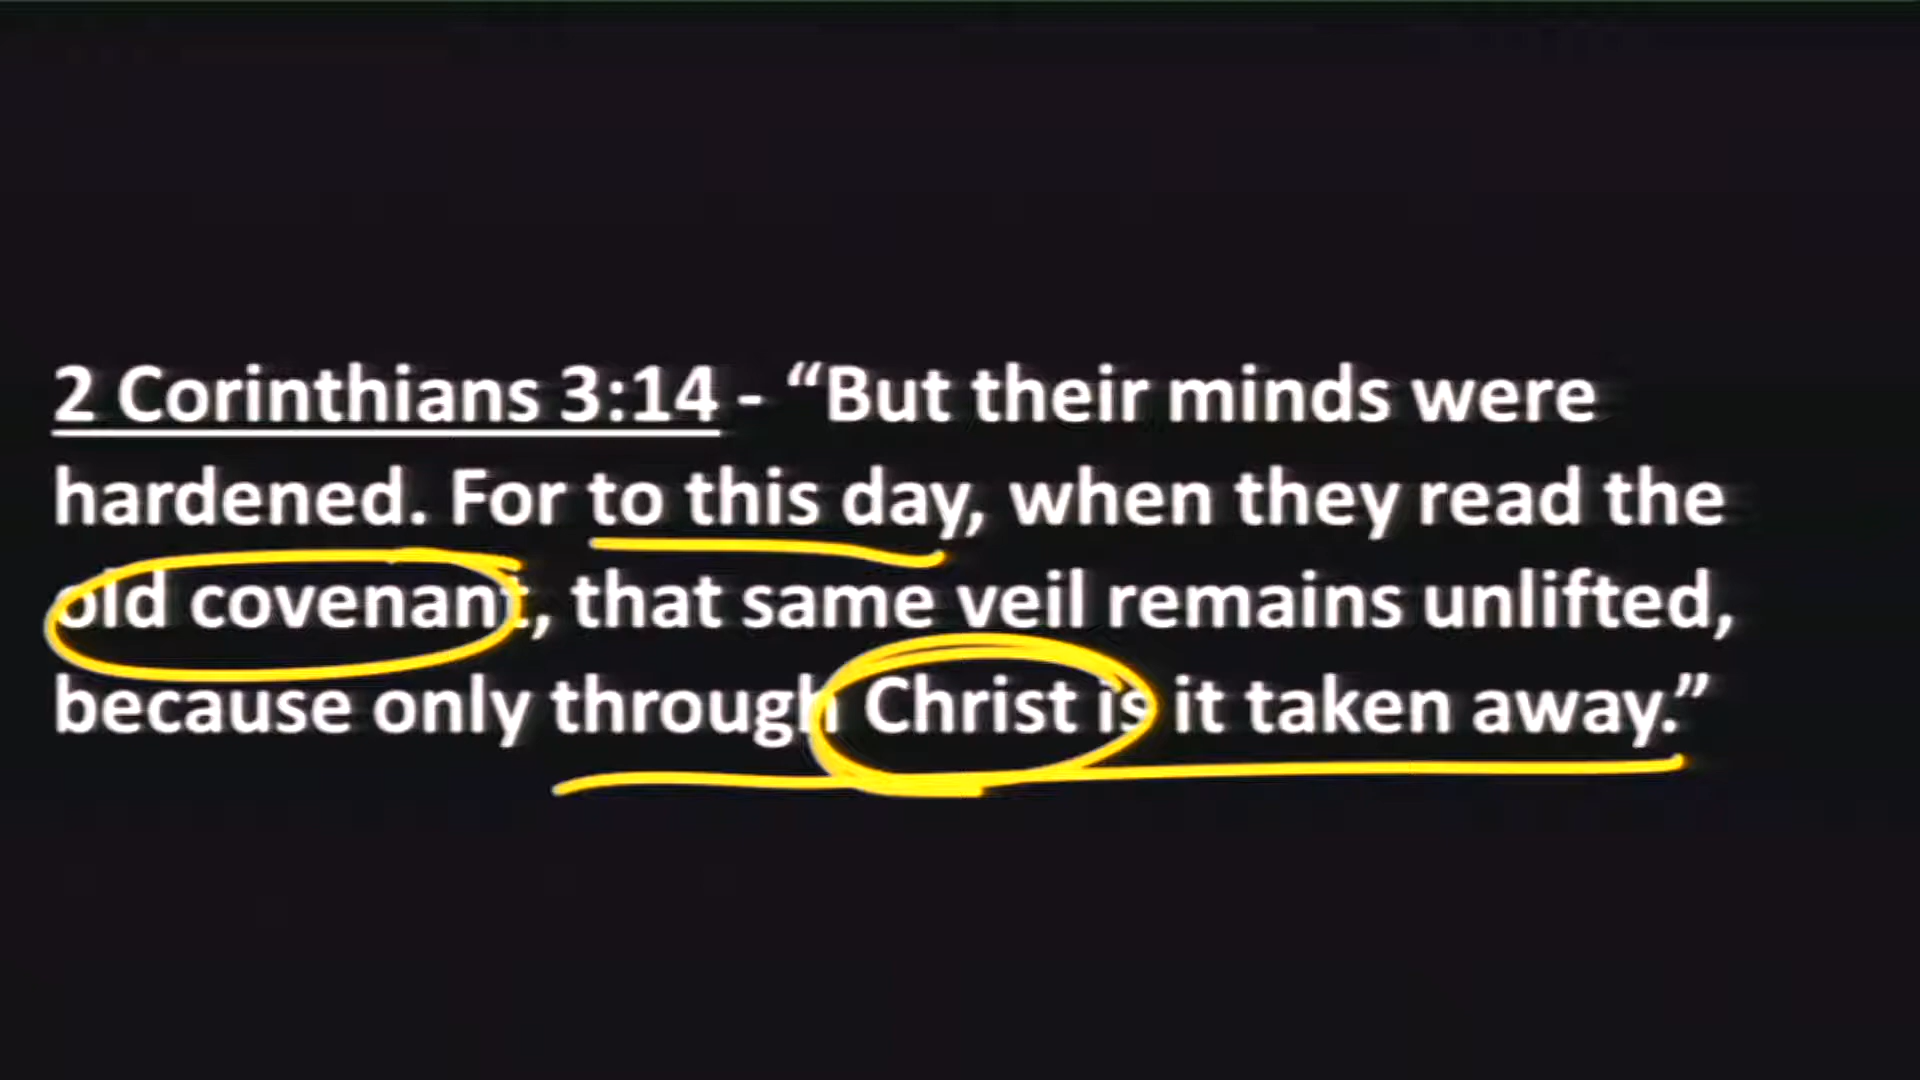 2 Corinthians 3:14 - “But their minds were
hardened. For to this day, when they read the
old covenant, that same veil remains unlifted,
because only through Christ is it taken away.”